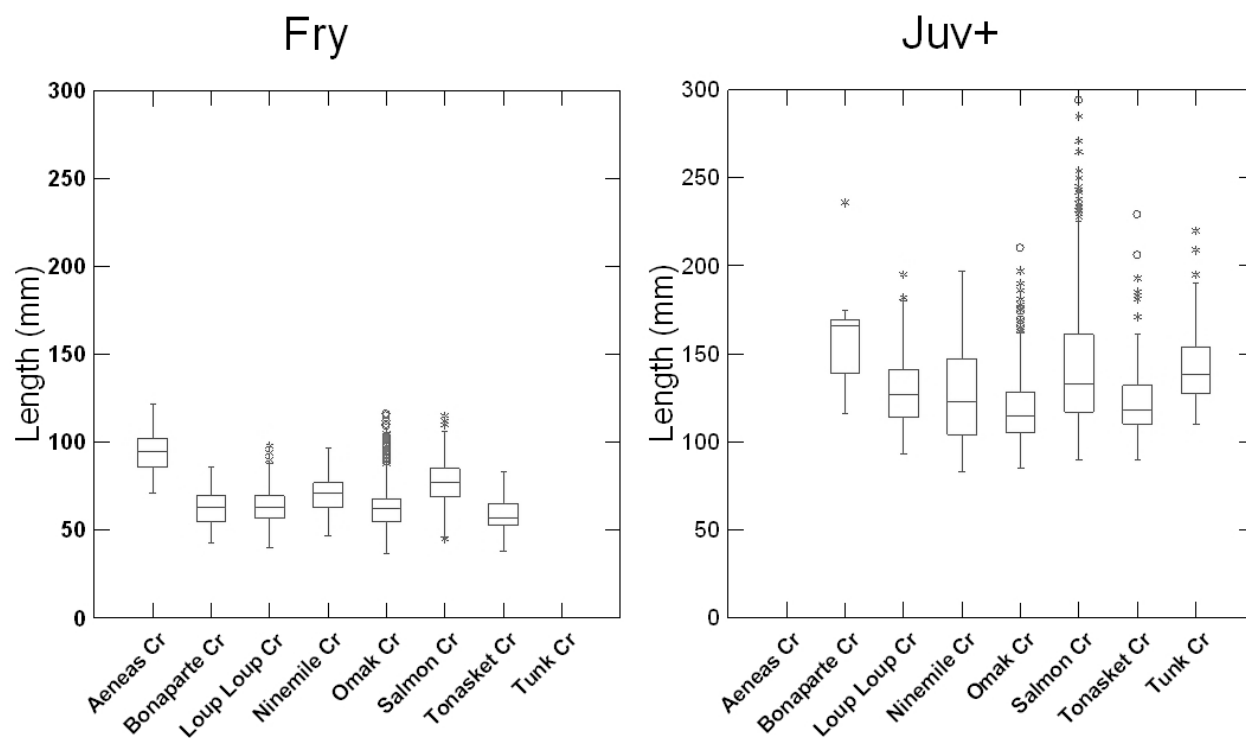 Fry
Juv+
Length (mm)
300
250
200
150
100
50
0
Aeneas Cr
Bonaparte Cr
Loup Loup Cr
Ninemile Cr
Omak Cr
Salmon Cr
Tonasket Cr
Tunk Cr
Length (mm)
300
250
200
150
100
50
0
Aeneas Cr
Bonaparte Cr
Loup Loup Cr
Ninemile Cr
Omak Cr
Salmon Cr
Tonasket Cr
Tunk Cr